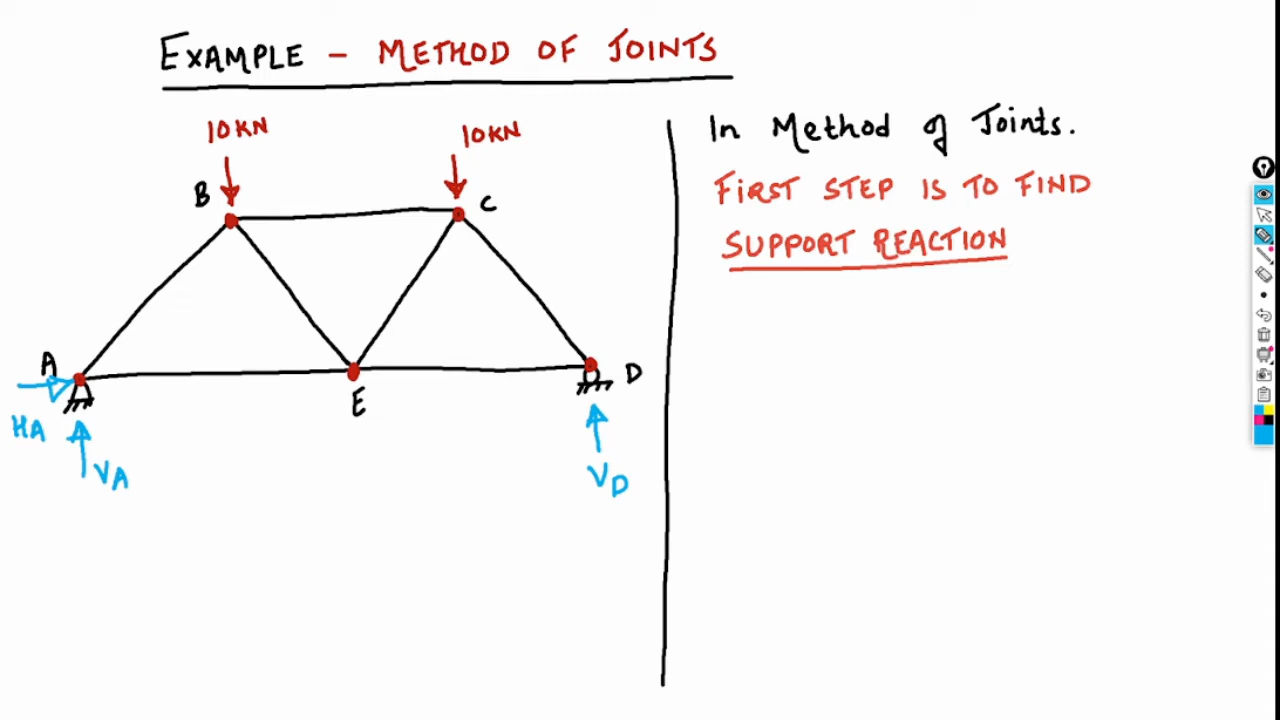 EXAMPLE - METHOD OF JOINTS
10KN
10KN
B
C
A
D
E
HA
VA
VD
In Method of Joints.
FIRST STEP IS TO FIND
SUPPORT REACTION